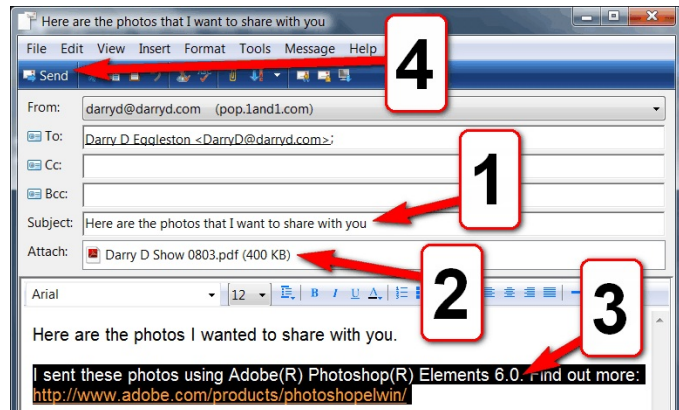 Here are the photos that I want to share with you
File Edit View Insert Format Tools Message Help
4
Send
From: darryd@darryd.com (pop.1and1.com)
To: Darry D Eggleston <DarryD@darryd.com>;
1
Cc:
Bcc:
Subject: Here are the photos that I want to share with you
Attach: Darry D Show 0803.pdf (400 KB)
2
3
Arial 12 B I U A
Here are the photos I wanted to share with you.
I sent these photos using Adobe(R) Photoshop(R) Elements 6.0. Find out more:
http://www.adobe.com/products/photoshopelwin/